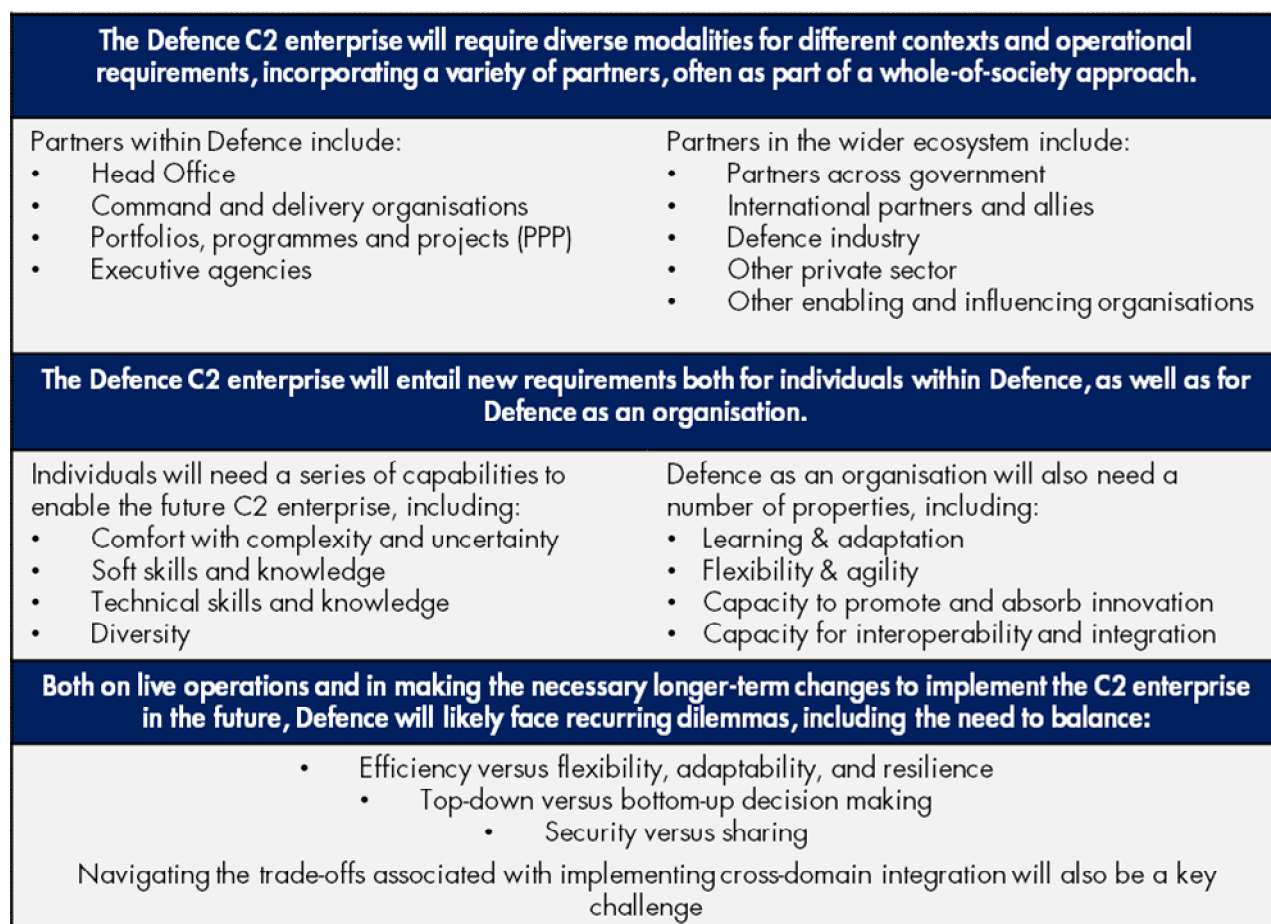 The Defence C2 enterprise will require diverse modalities for different contexts and operational
requirements, incorporating a variety of partners, often as part of a whole-of-society approach.
Partners within Defence include:
• Head Office
• Command and delivery organisations
• Portfolios, programmes and projects (PPP)
• Executive agencies
Partners in the wider ecosystem include:
• Partners across government
• International partners and allies
• Defence industry
• Other private sector
• Other enabling and influencing organisations
The Defence C2 enterprise will entail new requirements both for individuals within Defence, as well as for
Defence as an organisation.
Individuals will need a series of capabilities to
enable the future C2 enterprise, including:
• Comfort with complexity and uncertainty
• Soft skills and knowledge
• Technical skills and knowledge
• Diversity
Defence as an organisation will also need a
number of properties, including:
• Learning & adaptation
• Flexibility & agility
• Capacity to promote and absorb innovation
• Capacity for interoperability and integration
Both on live operations and in making the necessary longer-term changes to implement the C2 enterprise
in the future, Defence will likely face recurring dilemmas, including the need to balance:
• Efficiency versus flexibility, adaptability, and resilience
• Top-down versus bottom-up decision making
• Security versus sharing
Navigating the trade-offs associated with implementing cross-domain integration will also be a key
challenge